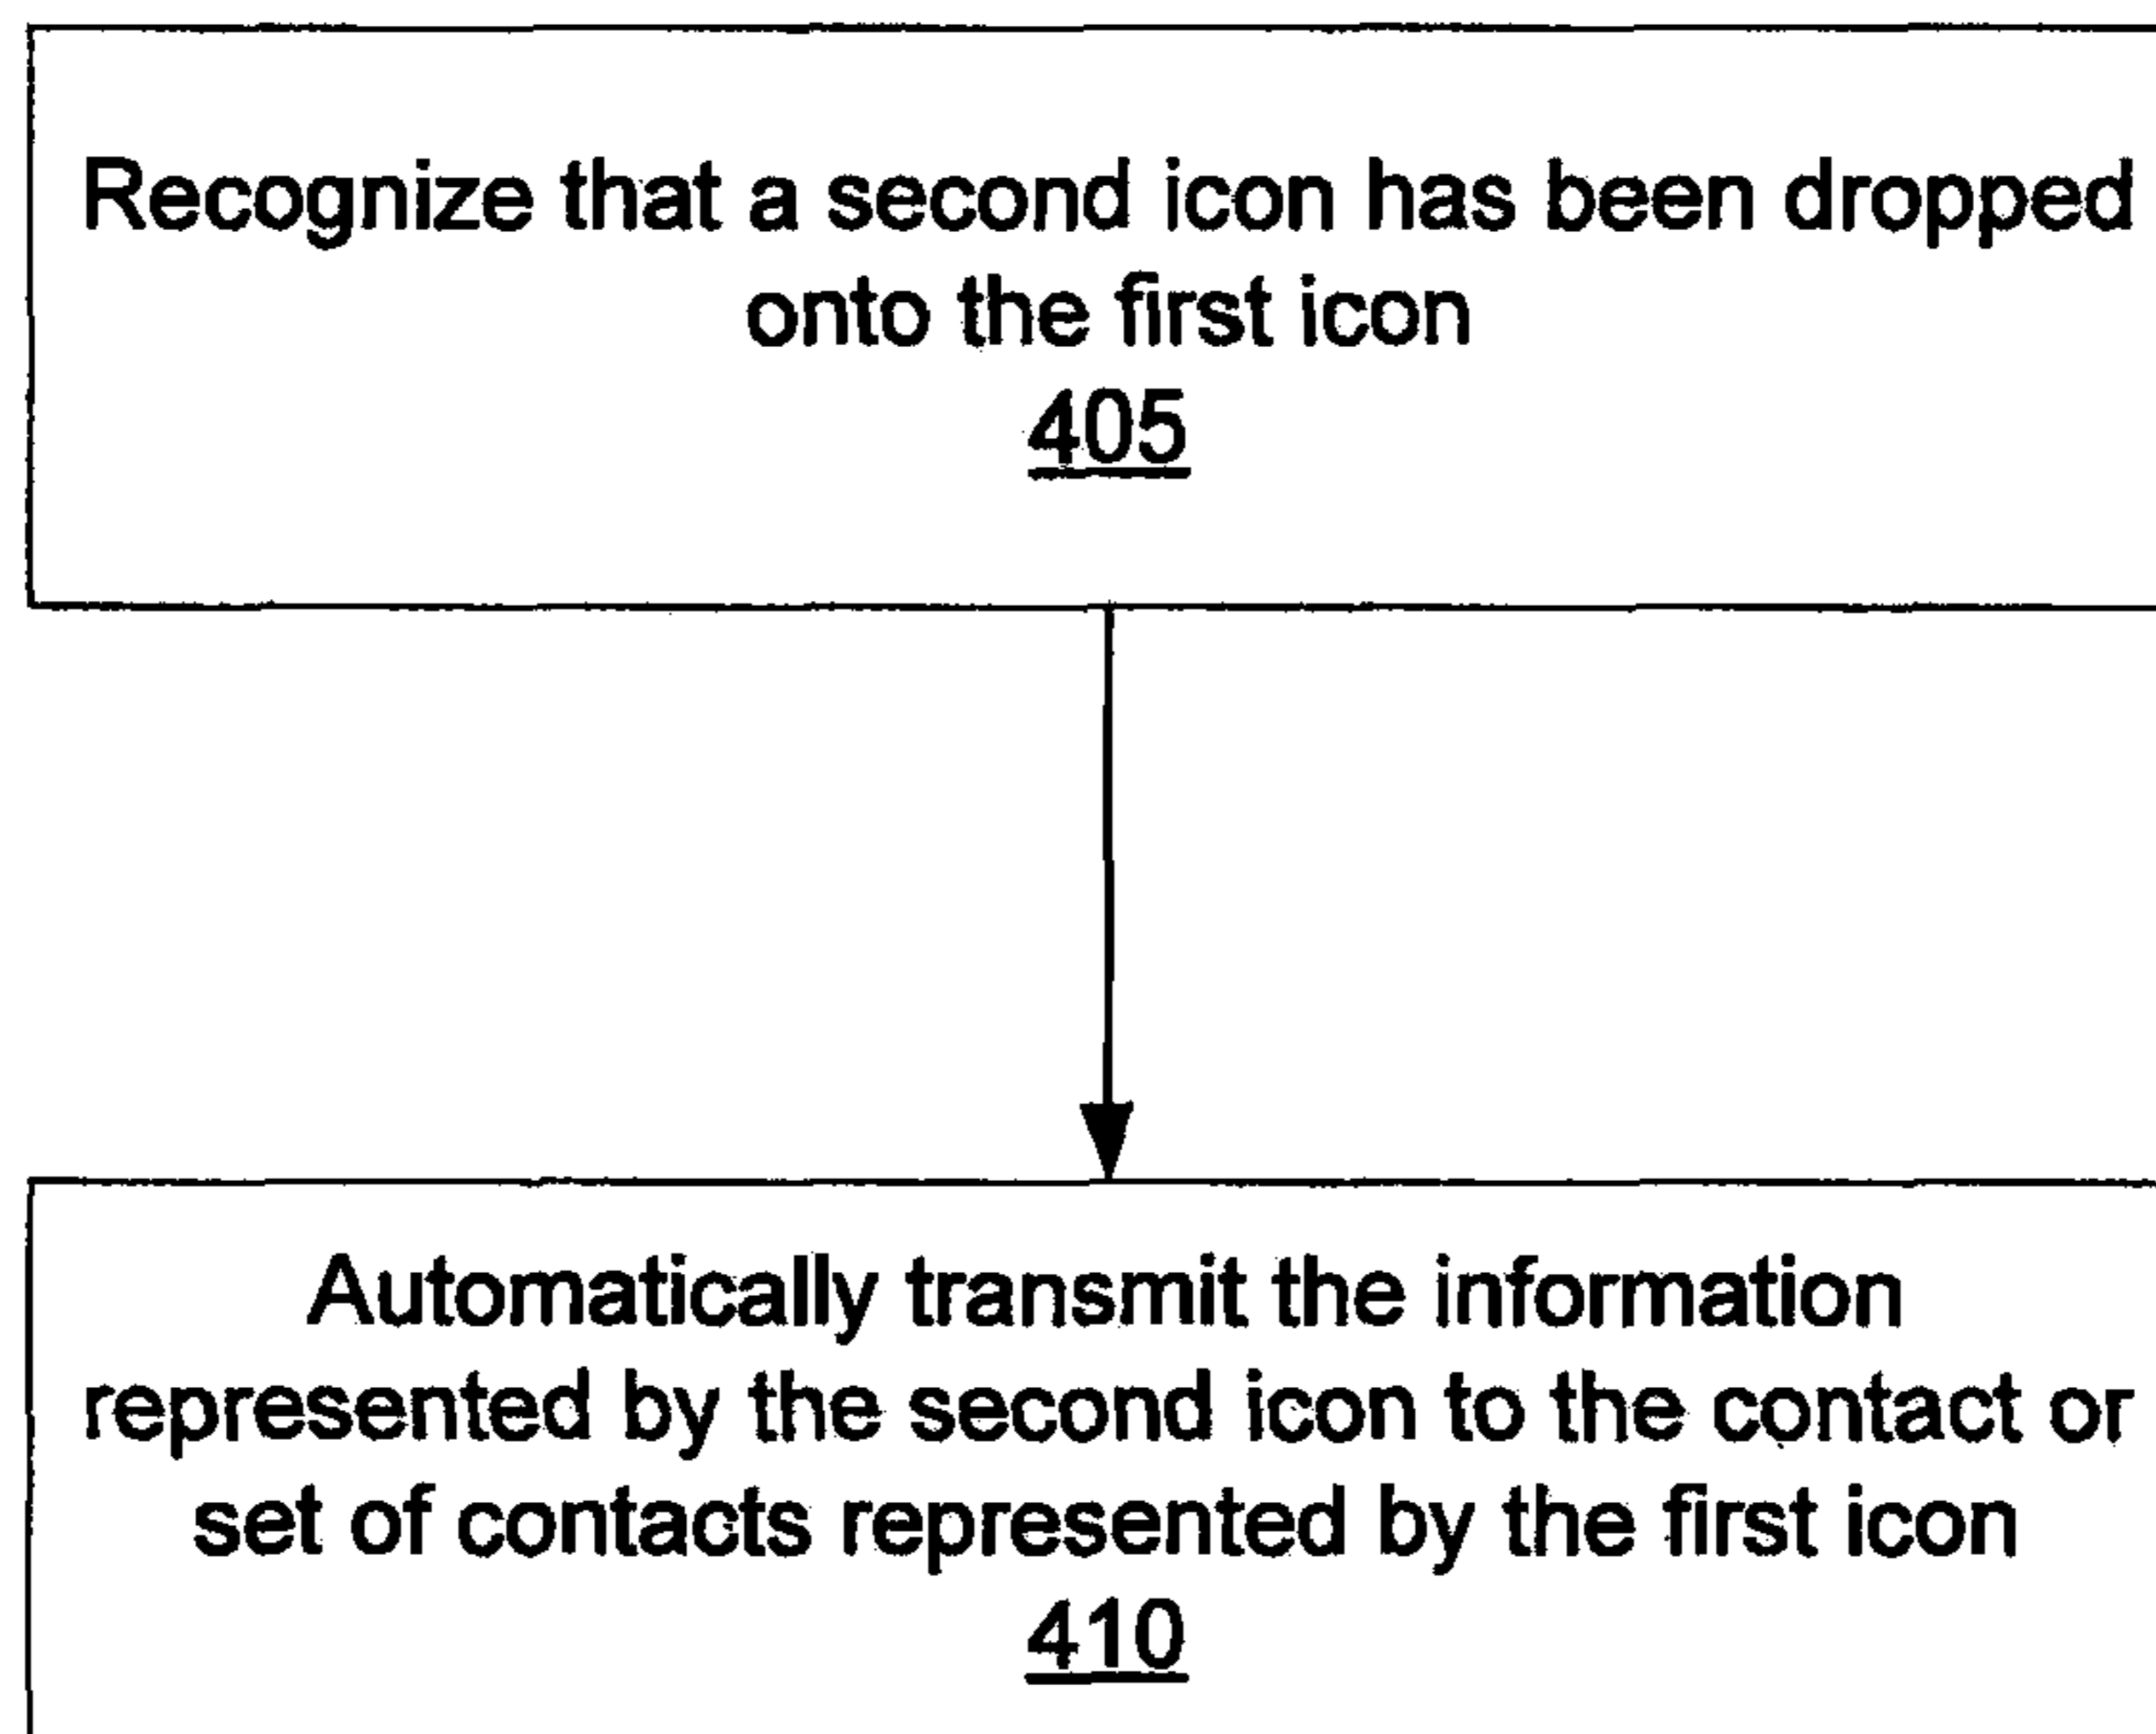 Recognize that a second icon has been dropped
onto the first icon
405
Automatically transmit the information
represented by the second icon to the contact or
set of contacts represented by the first icon
410